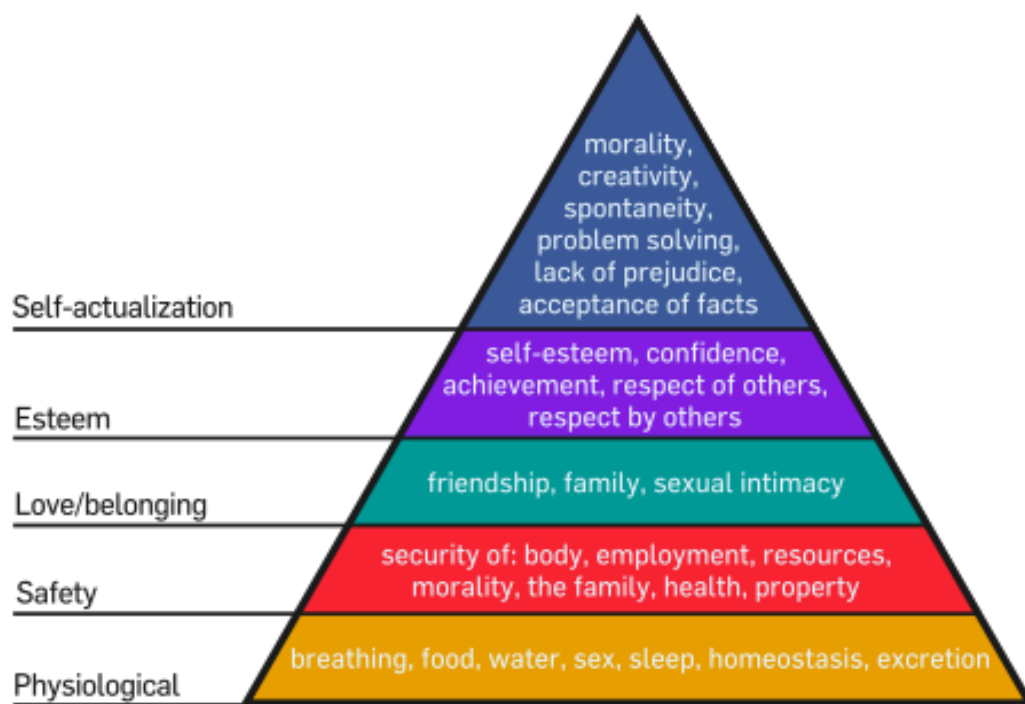 morality,
creativity,
spontaneity,
problem solving,
lack of prejudice,
acceptance of facts
Self-actualization
self-esteem, confidence,
achievement, respect of others,
respect by others
Esteem
friendship, family, sexual intimacy
Love/belonging
security of: body, employment, resources,
morality, the family, health, property
Safety
breathing, food, water, sex, sleep, homeostasis, excretion
Physiological